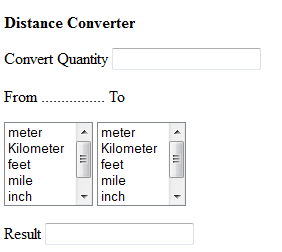 Distance Converter
Convert Quantity
From ................ To
meter meter
Kilometer Kilometer
feet feet
mile mile
inch inch
Result